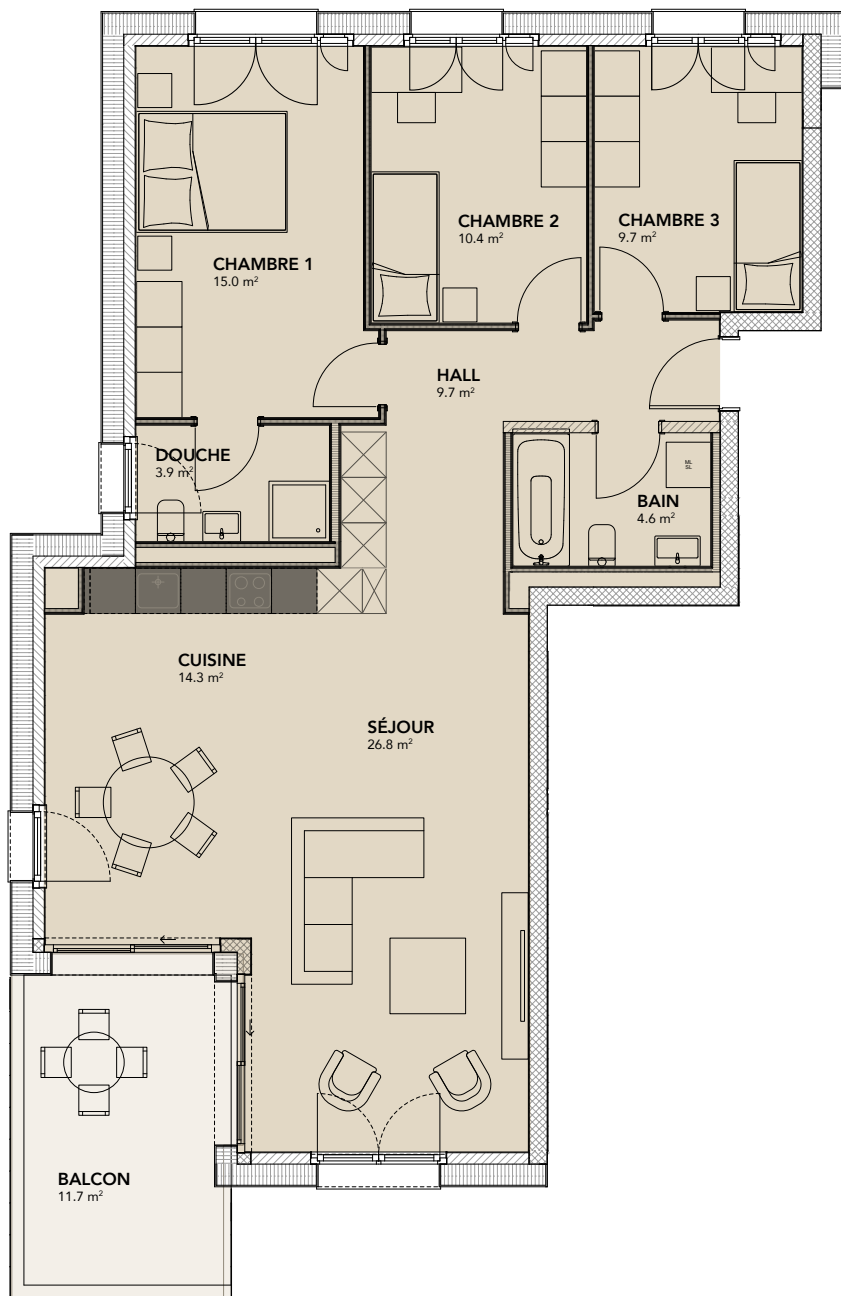 CHAMBRE 2
10.4 m²
CHAMBRE 3
9.7 m²
CHAMBRE 1
15.0 m²
HALL
9.7 m²
DOUCHE
3.9 m²
ML
SL
BAIN
4.6 m²
CUISINE
14.3 m²
SÉJOUR
26.8 m²
BALCON
11.7 m²